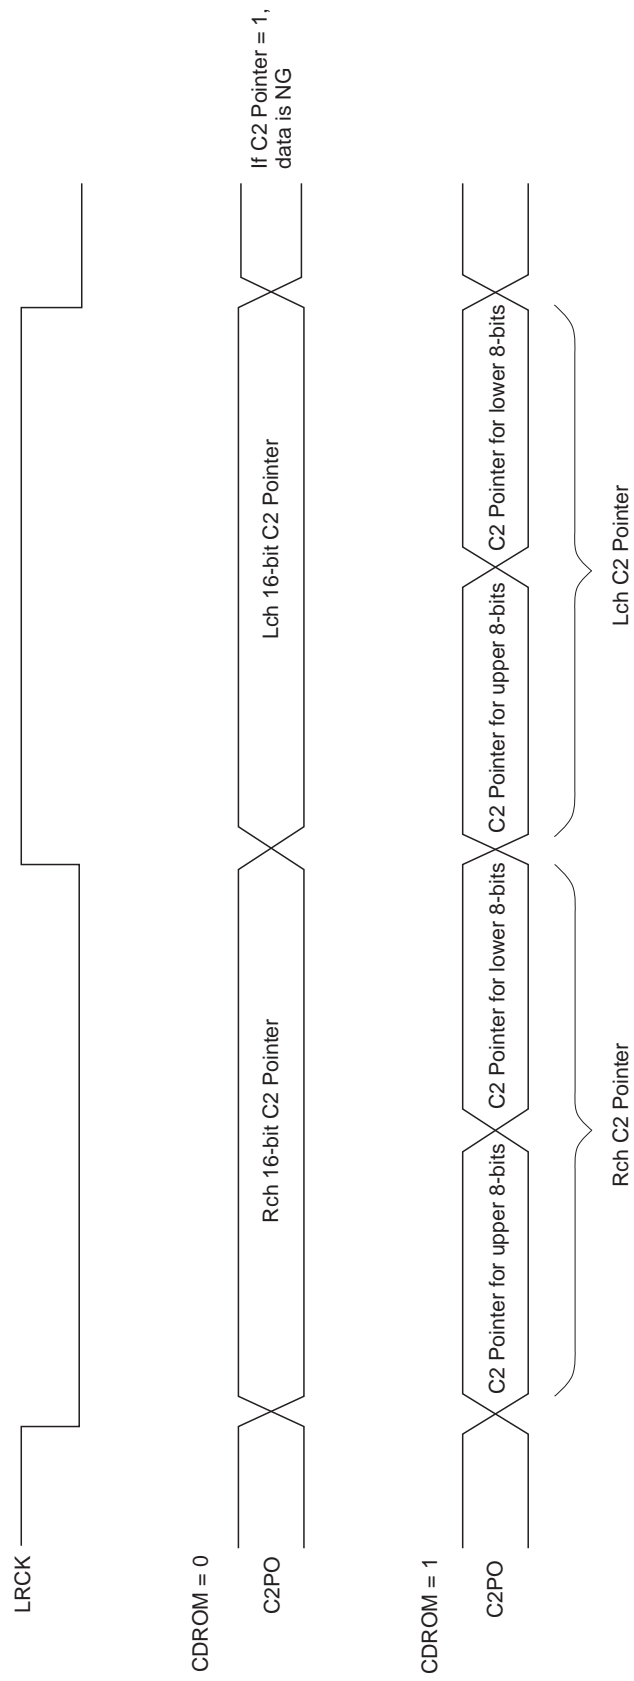 LRCK
CDROM = 0
C2PO
Rch 16-bit C2 Pointer
Lch 16-bit C2 Pointer
If C2 Pointer = 1,
data is NG
CDROM = 1
C2PO
C2 Pointer for upper 8-bits
C2 Pointer for lower 8-bits
C2 Pointer for upper 8-bits
C2 Pointer for lower 8-bits
Rch C2 Pointer
Lch C2 Pointer